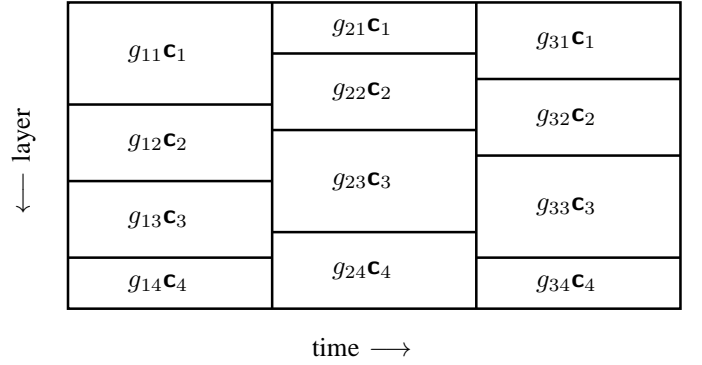 g₁₁c₁
g₁₂c₂
g₁₃c₃
g₁₄c₄
g₂₁c₁
g₂₂c₂
g₂₃c₃
g₂₄c₄
g₃₁c₁
g₃₂c₂
g₃₃c₃
g₃₄c₄
⟵ layer
time ⟶